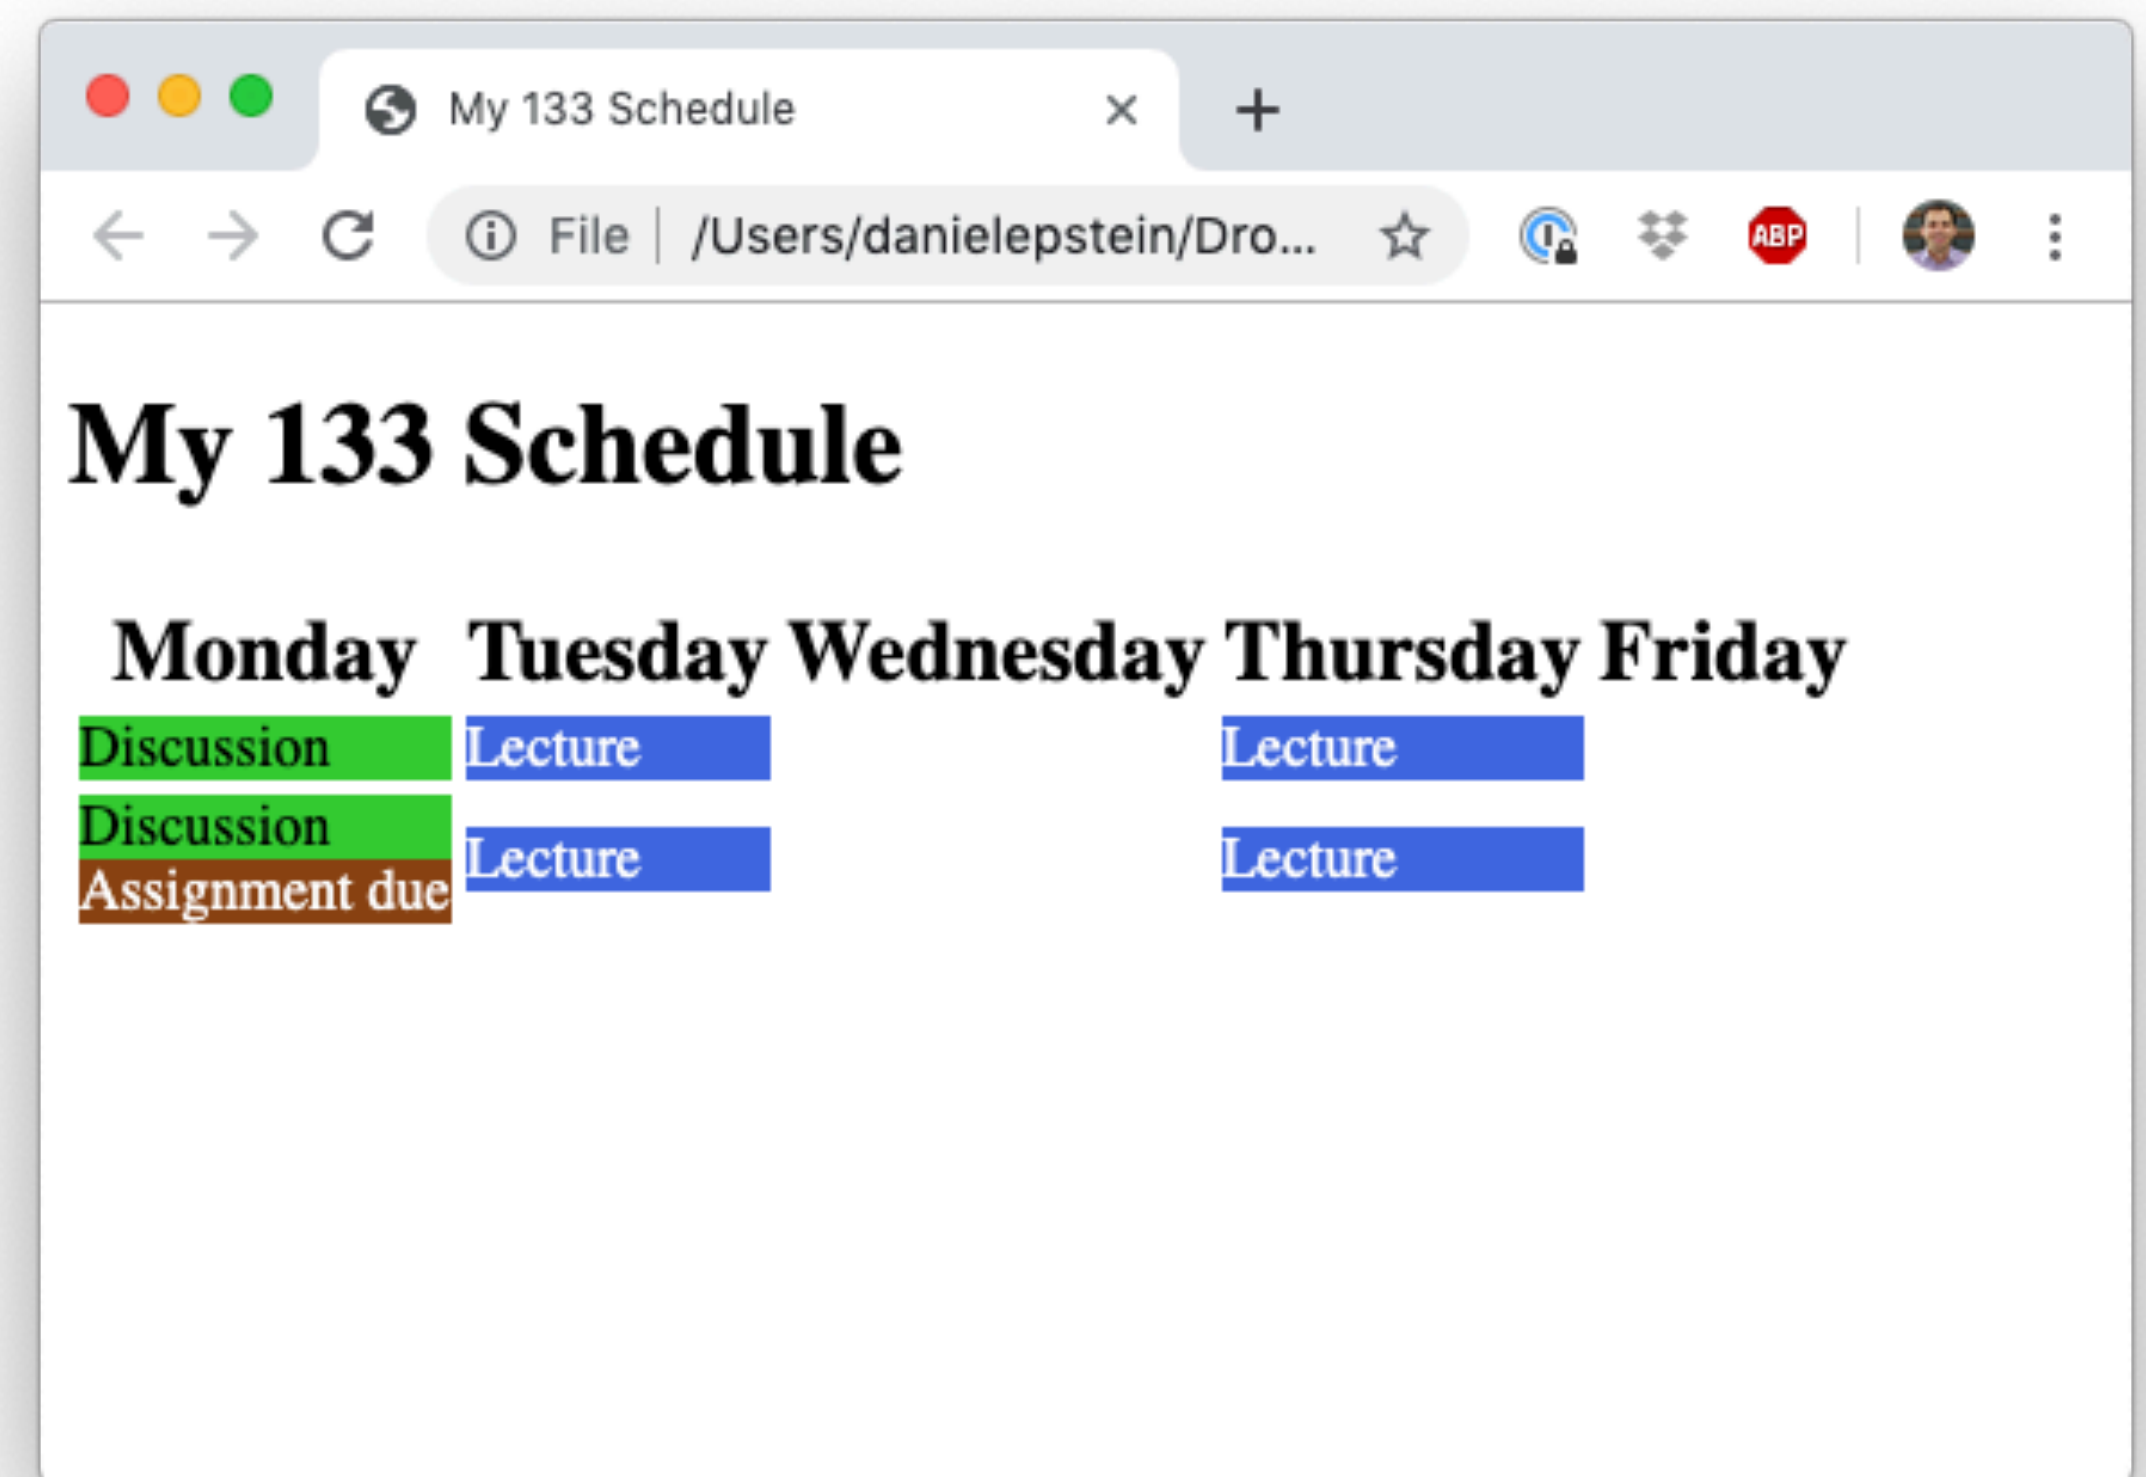 My 133 Schedule
File /Users/danielepstein/Dro...
ABP
My 133 Schedule
Monday Tuesday Wednesday Thursday Friday
Discussion Lecture Lecture
Discussion
Lecture Lecture
Assignment due